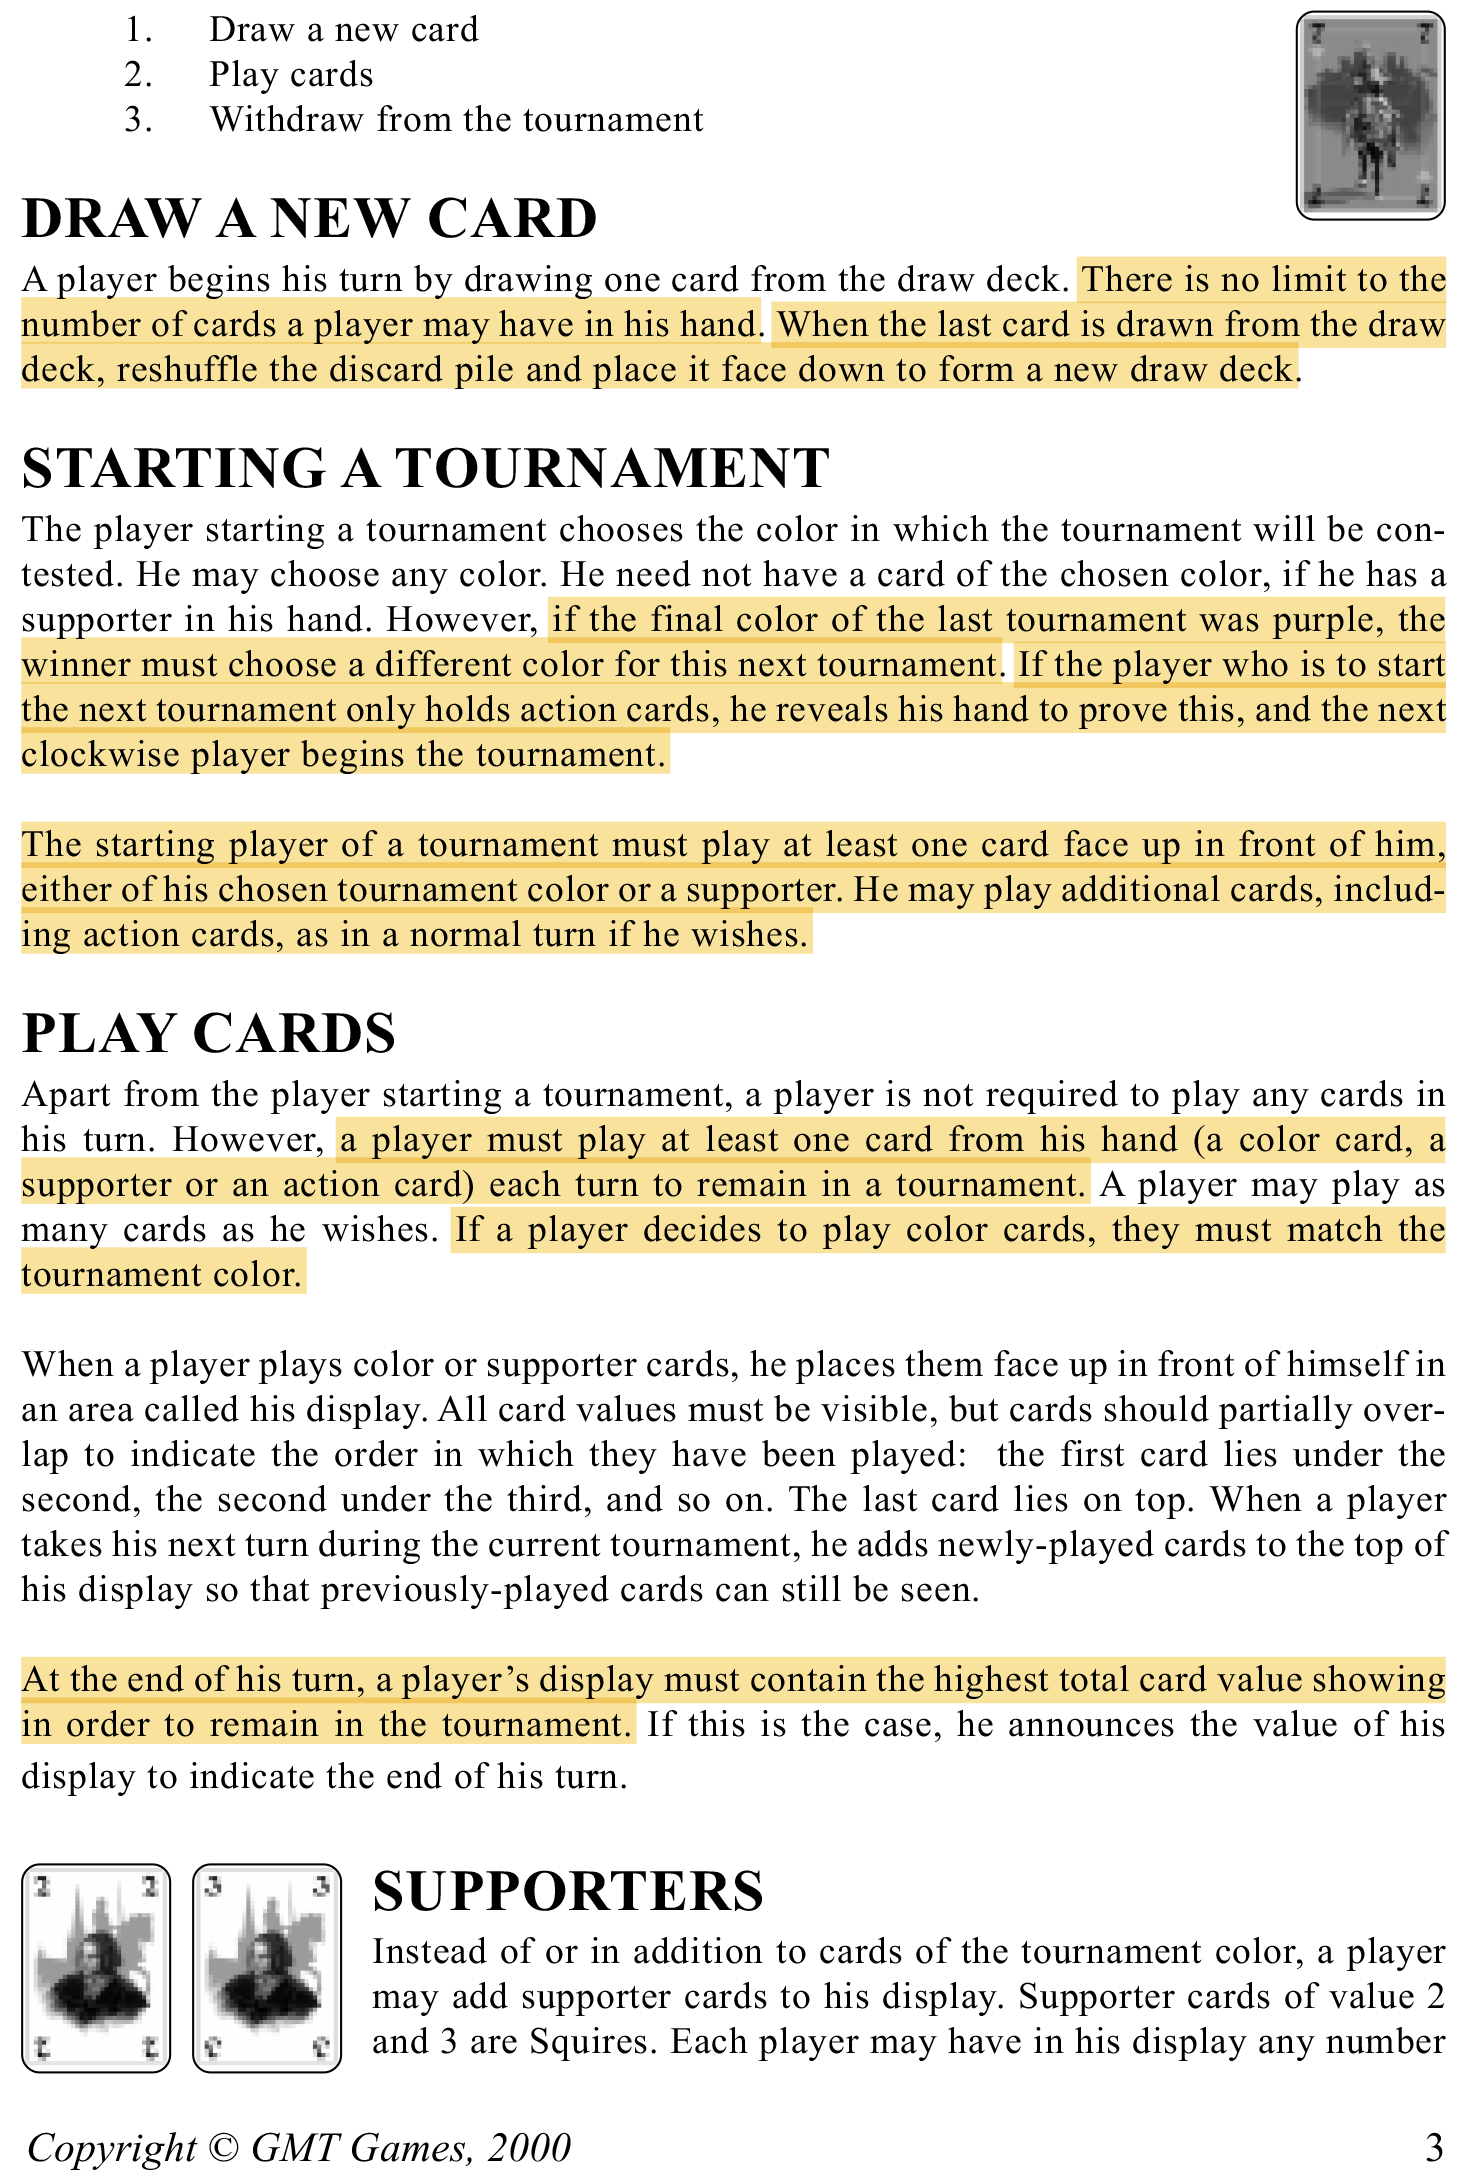 1. Draw a new card
2. Play cards
3. Withdraw from the tournament
7 7
DRAW A NEW CARD
A player begins his turn by drawing one card from the draw deck. There is no limit to the
number of cards a player may have in his hand. When the last card is drawn from the draw
deck, reshuffle the discard pile and place it face down to form a new draw deck.
STARTING A TOURNAMENT
The player starting a tournament chooses the color in which the tournament will be con-
tested. He may choose any color. He need not have a card of the chosen color, if he has a
supporter in his hand. However, if the final color of the last tournament was purple, the
winner must choose a different color for this next tournament. If the player who is to start
the next tournament only holds action cards, he reveals his hand to prove this, and the next
clockwise player begins the tournament.
The starting player of a tournament must play at least one card face up in front of him,
either of his chosen tournament color or a supporter. He may play additional cards, includ-
ing action cards, as in a normal turn if he wishes.
PLAY CARDS
Apart from the player starting a tournament, a player is not required to play any cards in
his turn. However, a player must play at least one card from his hand (a color card, a
supporter or an action card) each turn to remain in a tournament. A player may play as
many cards as he wishes. If a player decides to play color cards, they must match the
tournament color.
When a player plays color or supporter cards, he places them face up in front of himself in
an area called his display. All card values must be visible, but cards should partially over-
lap to indicate the order in which they have been played: the first card lies under the
second, the second under the third, and so on. The last card lies on top. When a player
takes his next turn during the current tournament, he adds newly-played cards to the top of
his display so that previously-played cards can still be seen.
At the end of his turn, a player's display must contain the highest total card value showing
in order to remain in the tournament. If this is the case, he announces the value of his
display to indicate the end of his turn.
2 2 3 3
SUPPORTERS
Instead of or in addition to cards of the tournament color, a player
may add supporter cards to his display. Supporter cards of value 2
and 3 are Squires. Each player may have in his display any number
2 2 3 3
Copyright © GMT Games, 2000 3